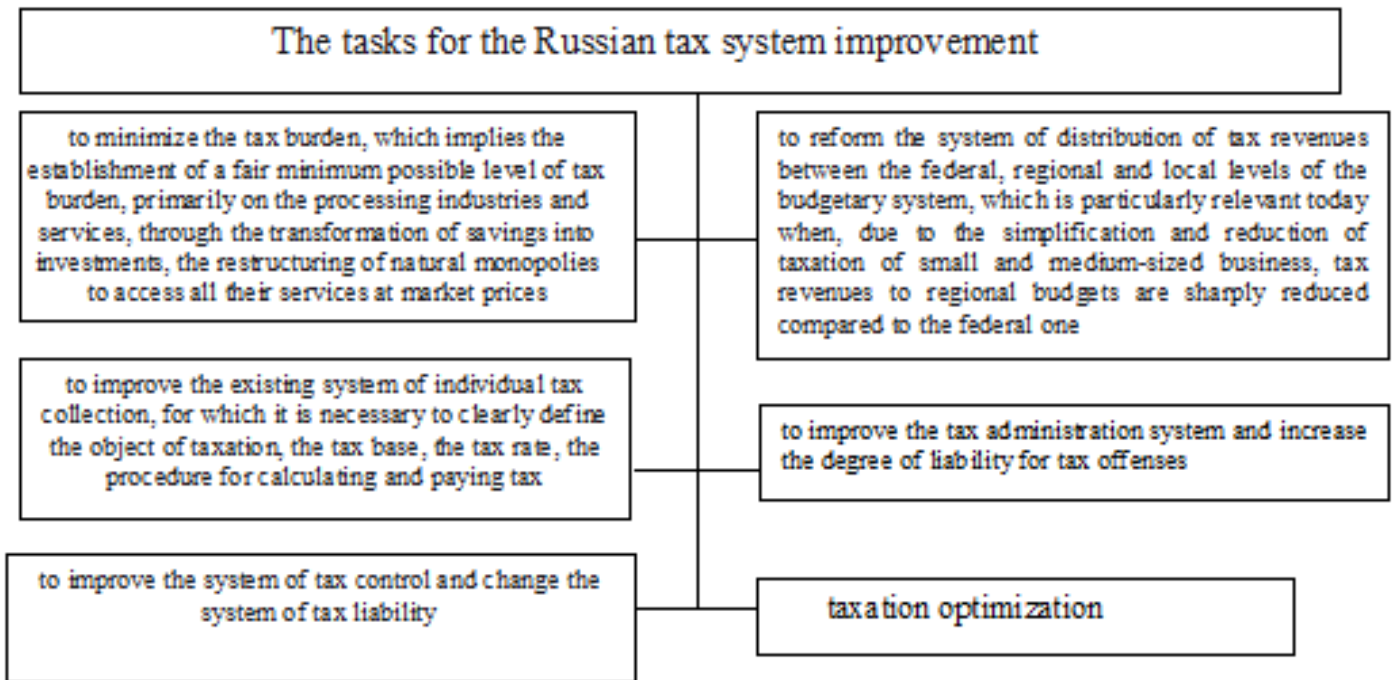 The tasks for the Russian tax system improvement
to minimize the tax burden, which implies the
establishment of a fair minimum possible level of tax
burden, primarily on the processing industries and
services, through the transformation of savings into
investments, the restructuring of natural monopolies
to access all their services at market prices
to reform the system of distribution of tax revenues
between the federal, regional and local levels of the
budgetary system, which is particularly relevant today
when, due to the simplification and reduction of
taxation of small and medium-sized business, tax
revenues to regional budgets are sharply reduced
compared to the federal one
to improve the existing system of individual tax
collection, for which it is necessary to clearly define
the object of taxation, the tax base, the tax rate, the
procedure for calculating and paying tax
to improve the tax administration system and increase
the degree of liability for tax offenses
to improve the system of tax control and change the
system of tax liability
taxation optimization